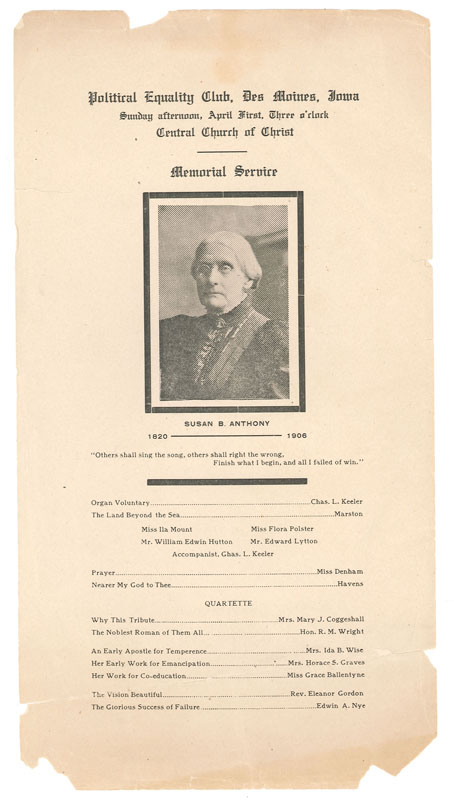 Political Equality Club, Des Moines, Iowa
Sunday afternoon, April First, Three o'clock
Central Church of Christ
Memorial Service
SUSAN B. ANTHONY
1820 1906
"Others shall sing the song, others shall right the wrong,
Finish what I begin, and all I failed of win."
Organ Voluntary Chas. L. Keeler
The Land Beyond the Sea Marston
Miss Ila Mount Miss Flora Polster
Mr. William Edwin Hutton Mr. Edward Lytton
Accompanist, Chas. L. Keeler
Prayer Miss Denham
Nearer My God to Thee Havens
QUARTETTE
Why This Tribute Mrs. Mary J. Coggeshall
The Noblest Roman of Them All Hon. R. M. Wright
An Early Apostle for Temperence Mrs. Ida B. Wise
Her Early Work for Emancipation Mrs. Horace S. Graves
Her Work for Co-education Miss Grace Ballentyne
The Vision Beautiful Rev. Eleanor Gordon
The Glorious Success of Failure Edwin A. Nye